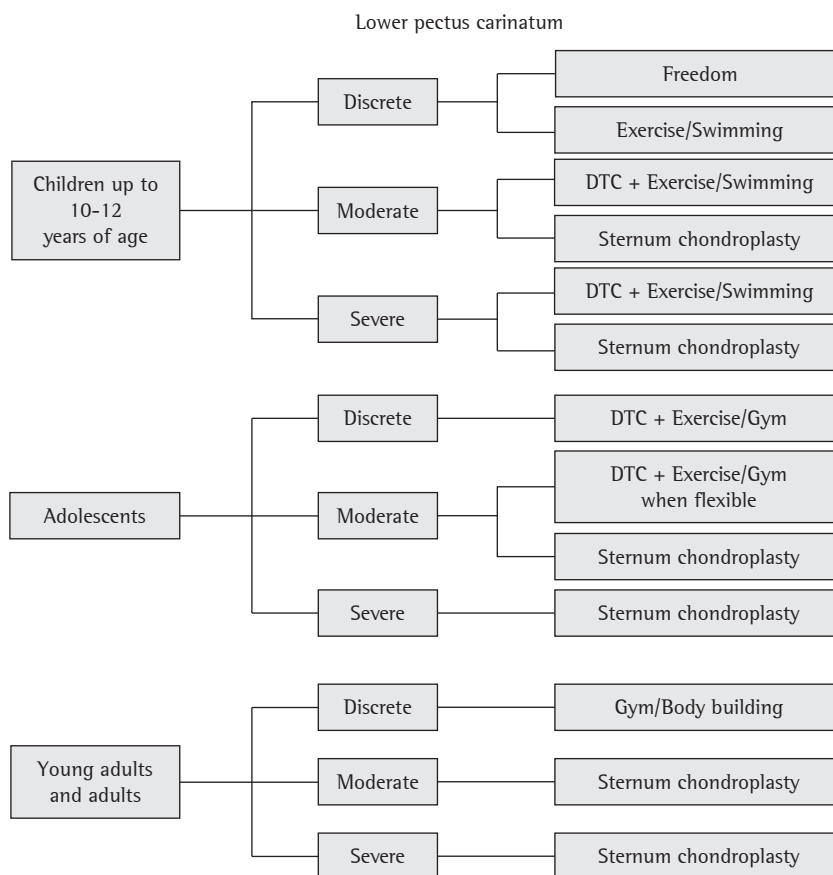 Lower pectus carinatum
Children up to
10-12
years of age
Discrete
Freedom
Exercise/Swimming
Moderate
DTC + Exercise/Swimming
Sternum chondroplasty
Severe
DTC + Exercise/Swimming
Sternum chondroplasty
Adolescents
Discrete
DTC + Exercise/Gym
Moderate
DTC + Exercise/Gym
when flexible
Sternum chondroplasty
Severe
Sternum chondroplasty
Young adults
and adults
Discrete
Gym/Body building
Moderate
Sternum chondroplasty
Severe
Sternum chondroplasty